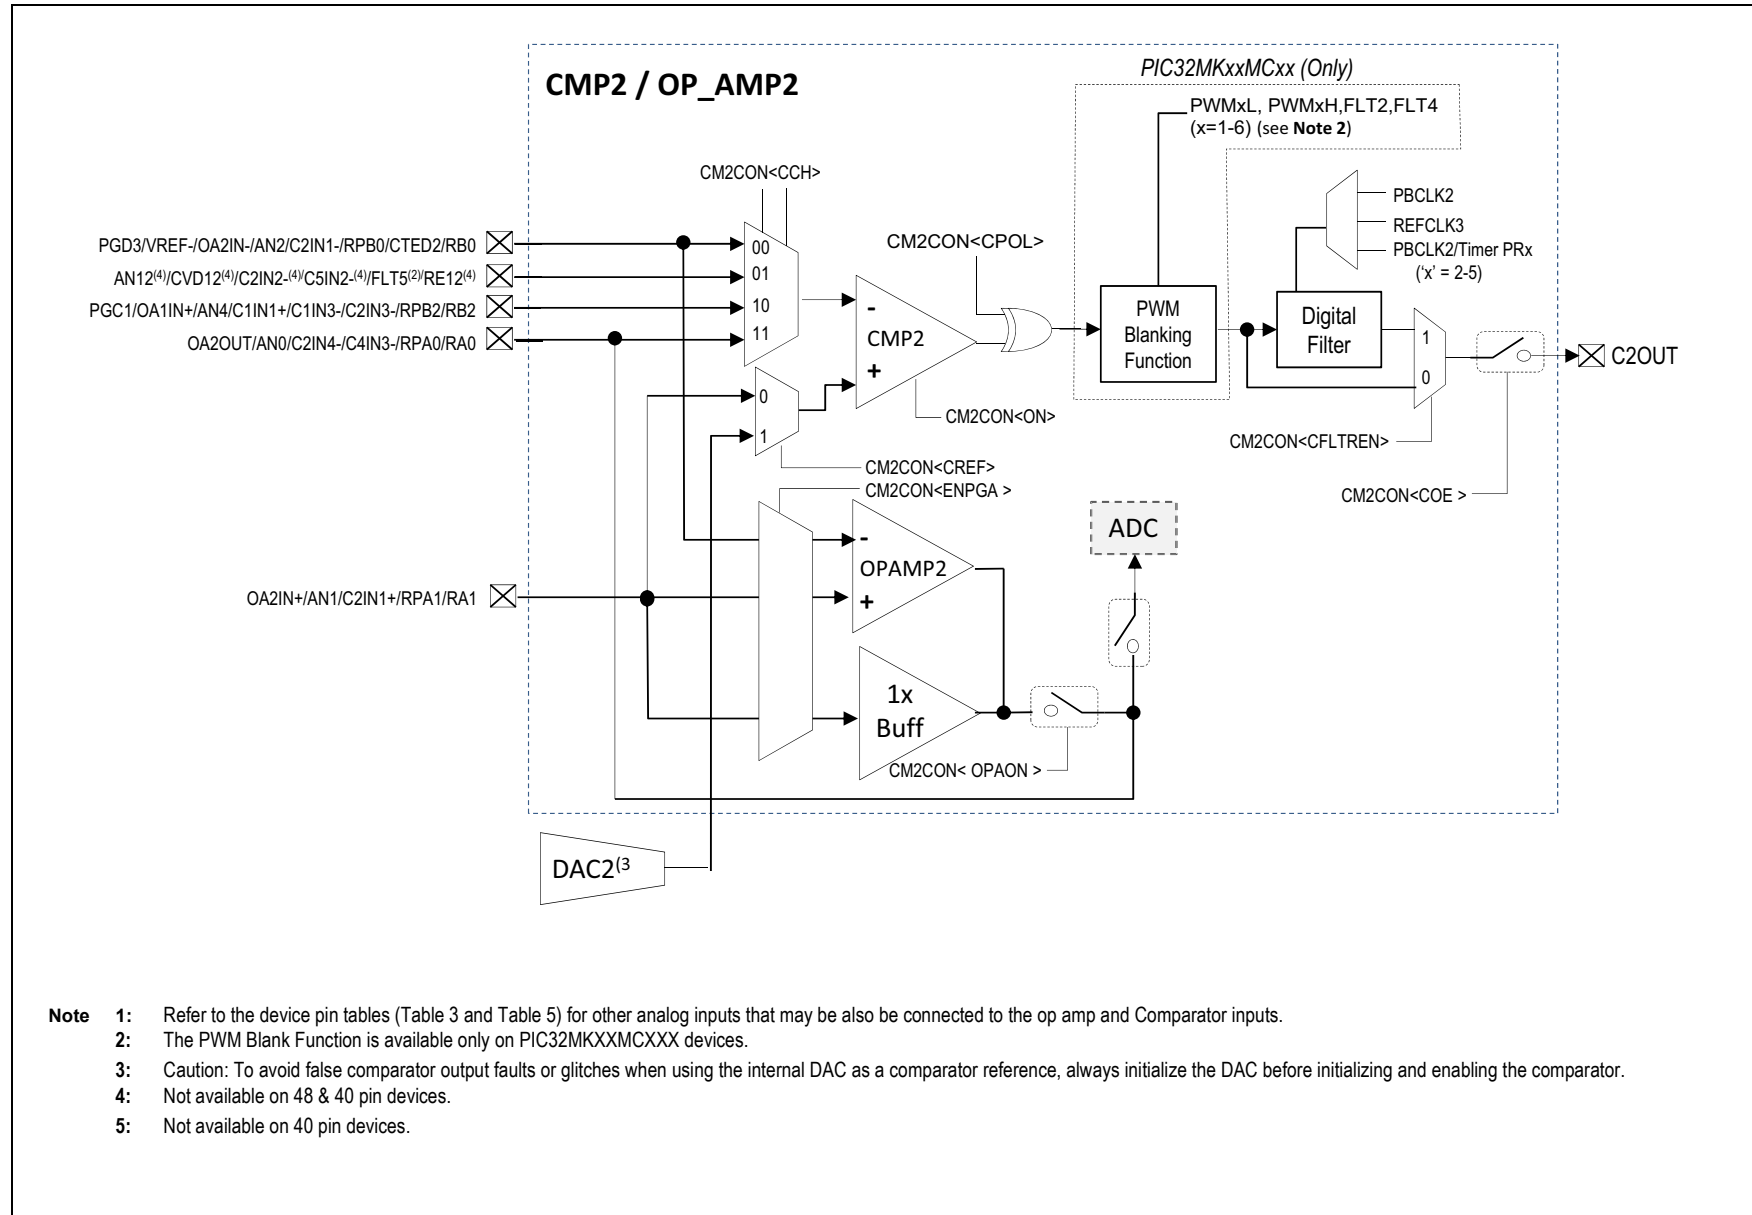 CMP2 / OP_AMP2
PIC32MKxxMCxx (Only)
PWMxL, PWMxH,FLT2,FLT4
(x=1-6) (see Note 2)
CM2CON<CCH>
PBCLK2
REFCLK3
PBCLK2/Timer PRx
('x' = 2-5)
PGD3/VREF-/OA2IN-/AN2/C2IN1-/RPB0/CTED2/RB0
AN12(4)/CVD12(4)/C2IN2-(4)/C5IN2-(4)/FLT5(2)/RE12(4)
PGC1/OA1IN+/AN4/C1IN1+/C1IN3-/C2IN3-/RPB2/RB2
OA2OUT/AN0/C2IN4-/C4IN3-/RPA0/RA0
00
01
10
11
CM2CON<CPOL>
-
CMP2
+
PWM
Blanking
Function
Digital
Filter
1
0
C2OUT
0
1
CM2CON<ON>
CM2CON<CFLTREN>
CM2CON<CREF>
CM2CON<ENPGA >
CM2CON<COE >
ADC
-
OPAMP2
+
OA2IN+/AN1/C2IN1+/RPA1/RA1
1x
Buff
CM2CON< OPAON >
DAC2(3
Note 1: Refer to the device pin tables (Table 3 and Table 5) for other analog inputs that may be also be connected to the op amp and Comparator inputs.
2: The PWM Blank Function is available only on PIC32MKXXMCXXX devices.
3: Caution: To avoid false comparator output faults or glitches when using the internal DAC as a comparator reference, always initialize the DAC before initializing and enabling the comparator.
4: Not available on 48 & 40 pin devices.
5: Not available on 40 pin devices.